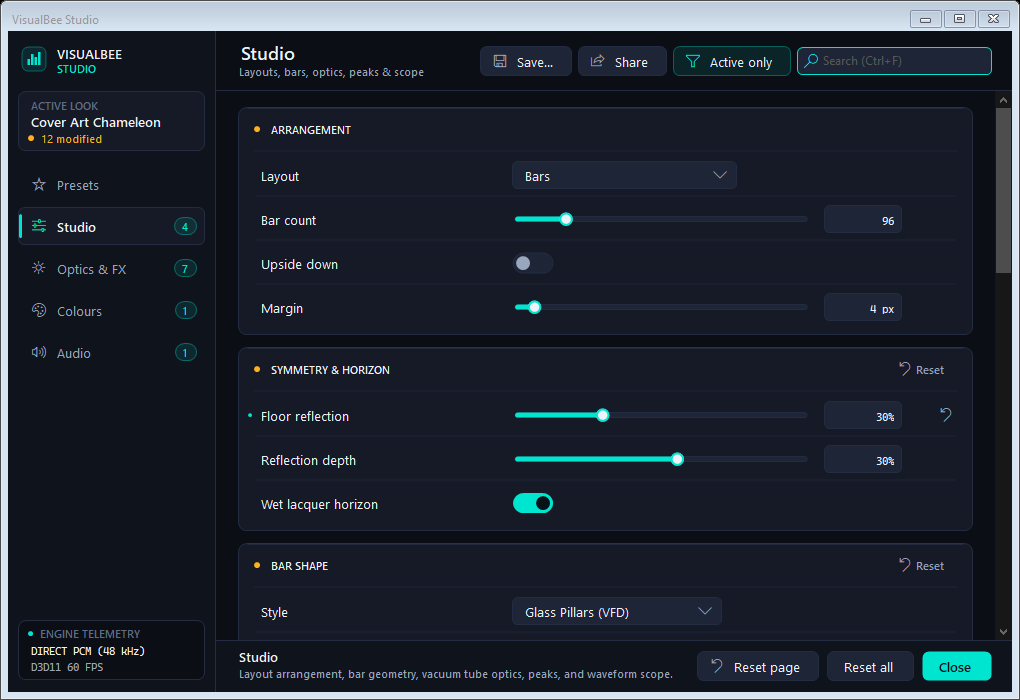 VisualBee Studio
VISUALBEE
STUDIO
ACTIVE LOOK
Cover Art Chameleon
12 modified
Presets
Studio 4
Optics & FX 7
Colours 1
Audio 1
ENGINE TELEMETRY
DIRECT PCM (48 kHz)
D3D11 60 FPS
Studio
Layouts, bars, optics, peaks & scope
Save...
Share
Active only
Search (Ctrl+F)
ARRANGEMENT
Layout Bars
Bar count 96
Upside down
Margin 4 px
SYMMETRY & HORIZON Reset
Floor reflection 30%
Reflection depth 30%
Wet lacquer horizon
BAR SHAPE Reset
Style Glass Pillars (VFD)
Studio
Layout arrangement, bar geometry, vacuum tube optics, peaks, and waveform scope.
Reset page
Reset all
Close